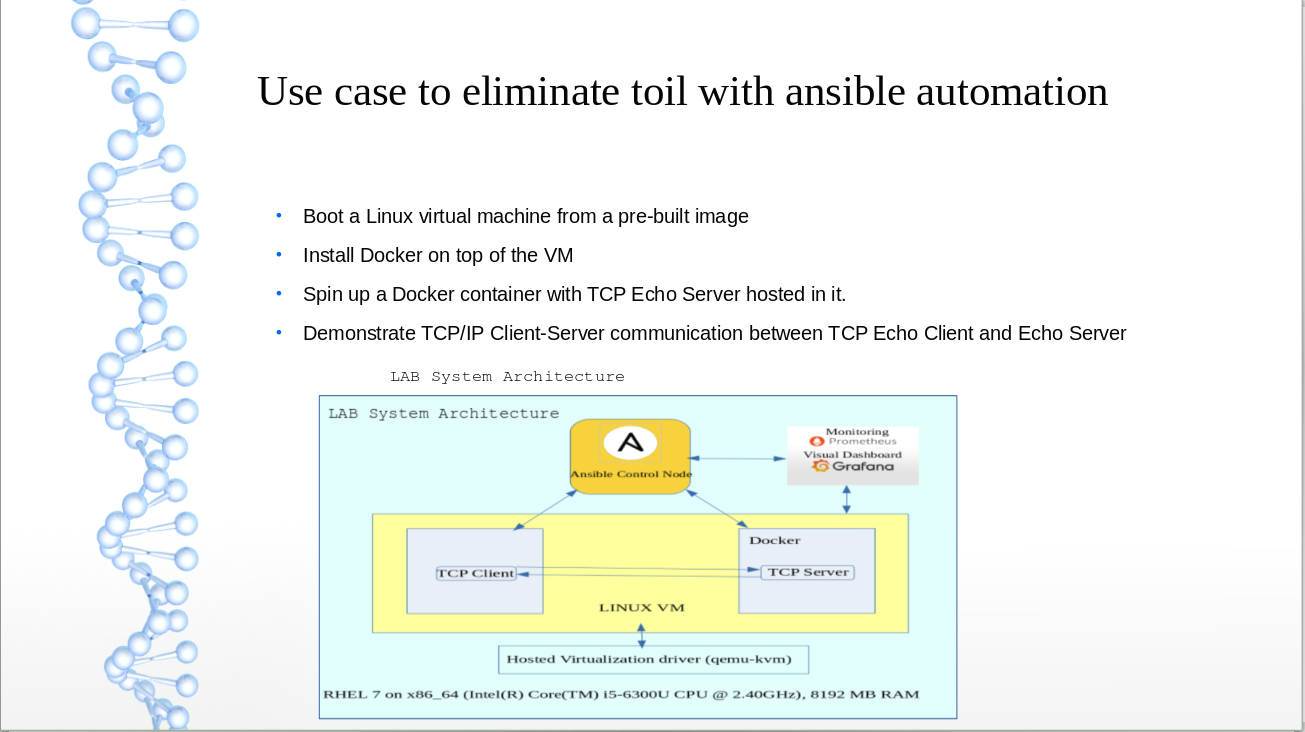 Use case to eliminate toil with ansible automation
Boot a Linux virtual machine from a pre-built image
Install Docker on top of the VM
Spin up a Docker container with TCP Echo Server hosted in it.
Demonstrate TCP/IP Client-Server communication between TCP Echo Client and Echo Server
LAB System Architecture
LAB System Architecture
A
Ansible Control Node
Monitoring
Prometheus
Visual Dashboard
Grafana
Docker
TCP Client
TCP Server
LINUX VM
Hosted Virtualization driver (qemu-kvm)
RHEL 7 on x86_64 (Intel(R) Core(TM) i5-6300U CPU @ 2.40GHz), 8192 MB RAM